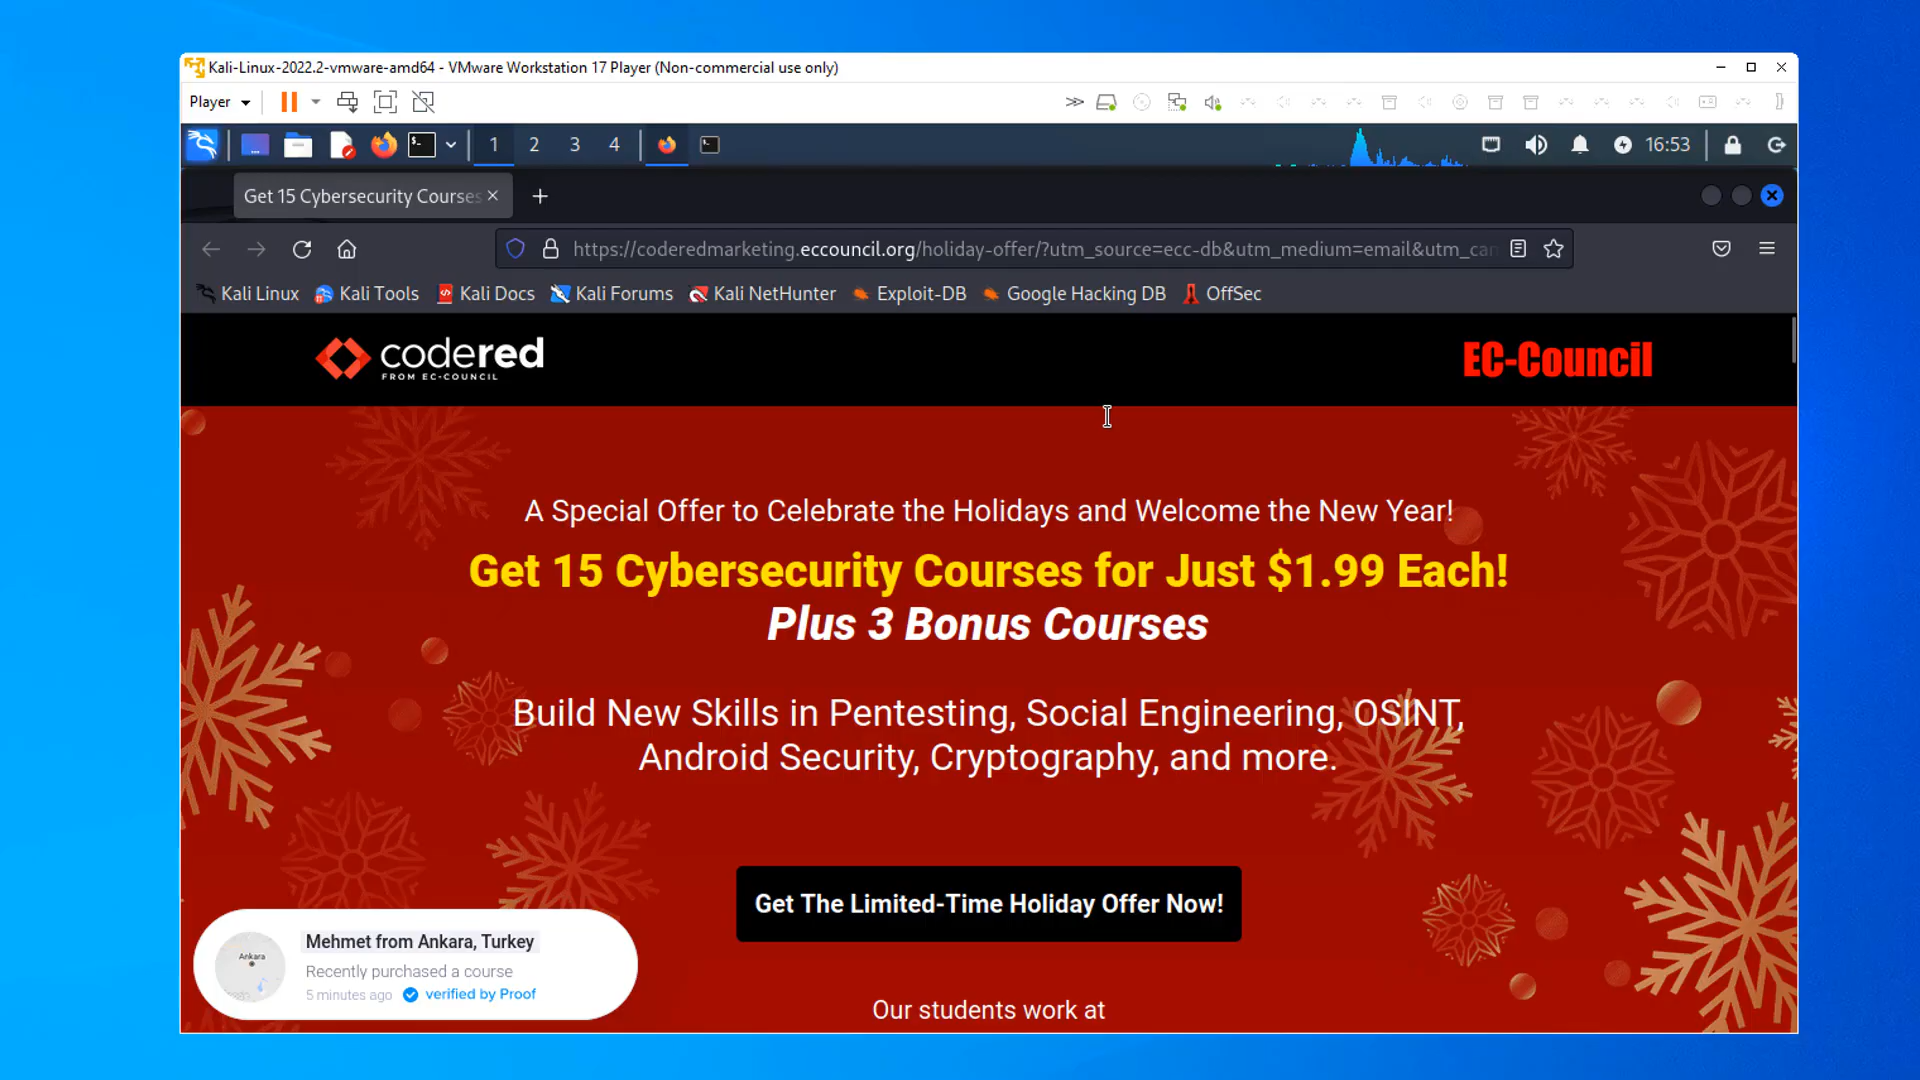 Kali-Linux-2022.2-vmware-amd64 - VMware Workstation 17 Player (Non-commercial use only)
Player
1 2 3 4
16:53
Get 15 Cybersecurity Courses
https://coderedmarketing.eccouncil.org/holiday-offer/?utm_source=ecc-db&utm_medium=email&utm_can
Kali Linux Kali Tools Kali Docs Kali Forums Kali NetHunter Exploit-DB Google Hacking DB OffSec
codered
FROM EC-COUNCIL
EC-Council
A Special Offer to Celebrate the Holidays and Welcome the New Year!
Get 15 Cybersecurity Courses for Just $1.99 Each!
Plus 3 Bonus Courses
Build New Skills in Pentesting, Social Engineering, OSINT,
Android Security, Cryptography, and more.
Get The Limited-Time Holiday Offer Now!
Mehmet from Ankara, Turkey
Ankara
Recently purchased a course
5 minutes ago verified by Proof
Our students work at